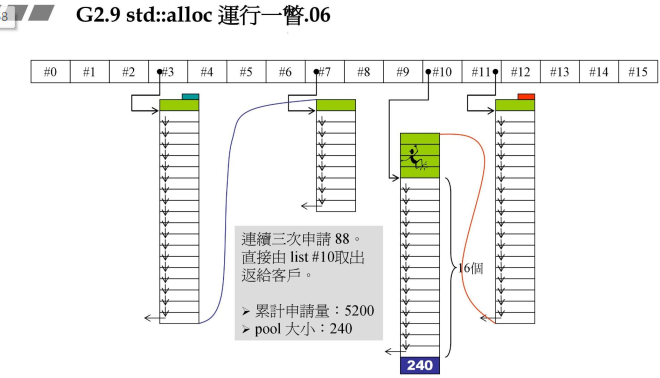 8
G2.9 std::alloc 運行一瞥.06
#0 #1 #2 #3 #4 #5 #6 #7 #8 #9 #10 #11 #12 #13 #14 #15
連續三次申請 88。
直接由 list #10取出
返給客戶。
➢ 累計申請量：5200
➢ pool 大小：240
16個
240